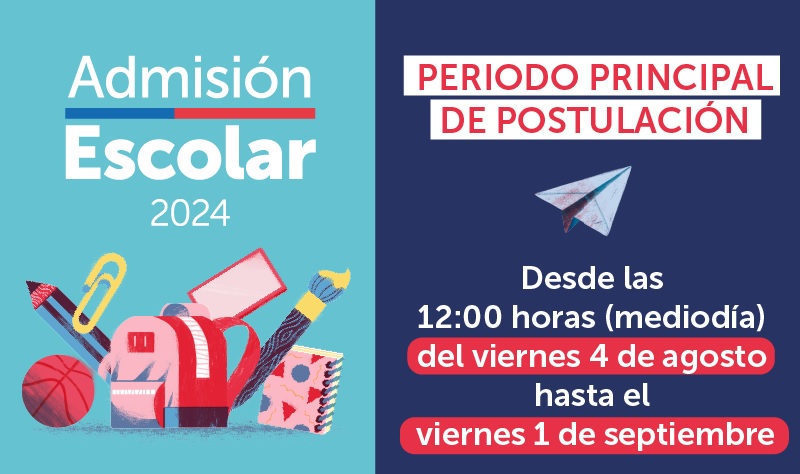 Admisión
Escolar
2024
PERIODO PRINCIPAL
DE POSTULACIÓN
Desde las
12:00 horas (mediodía)
del viernes 4 de agosto
hasta el
viernes 1 de septiembre